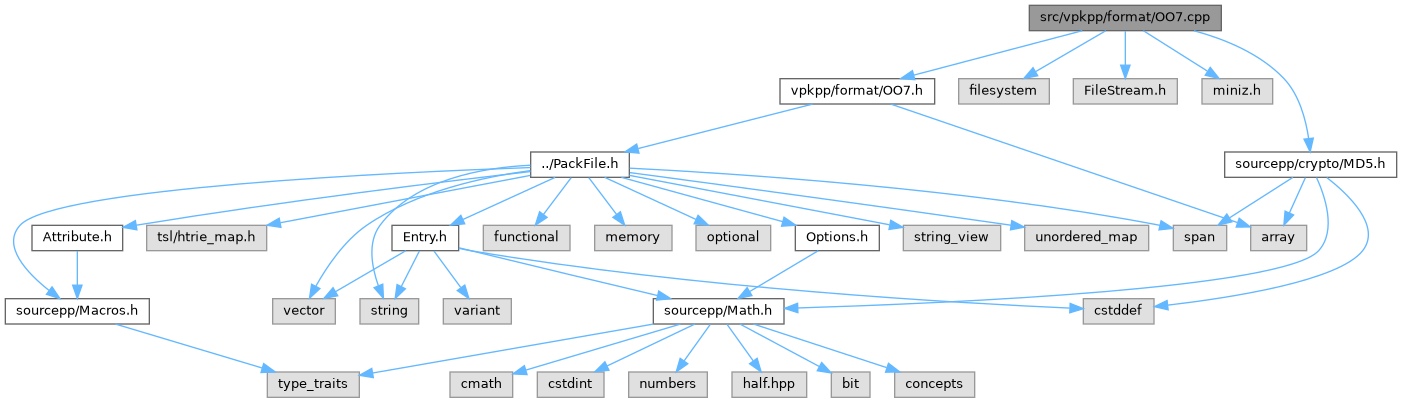 src/vpkpp/format/OO7.cpp
vpkpp/format/OO7.h
filesystem
FileStream.h
miniz.h
../PackFile.h
sourcepp/crypto/MD5.h
Attribute.h
tsl/htrie_map.h
Entry.h
functional
memory
optional
Options.h
string_view
unordered_map
span
array
sourcepp/Macros.h
vector
string
variant
sourcepp/Math.h
cstddef
type_traits
cmath
cstdint
numbers
half.hpp
bit
concepts